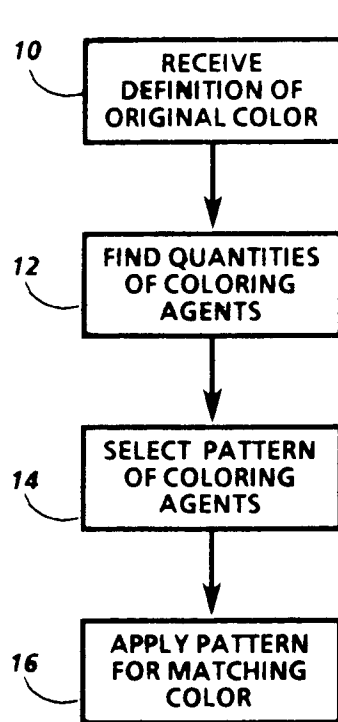 10
RECEIVE
DEFINITION OF
ORIGINAL COLOR
12
FIND QUANTITIES
OF COLORING
AGENTS
14
SELECT PATTERN
OF COLORING
AGENTS
16
APPLY PATTERN
FOR MATCHING
COLOR